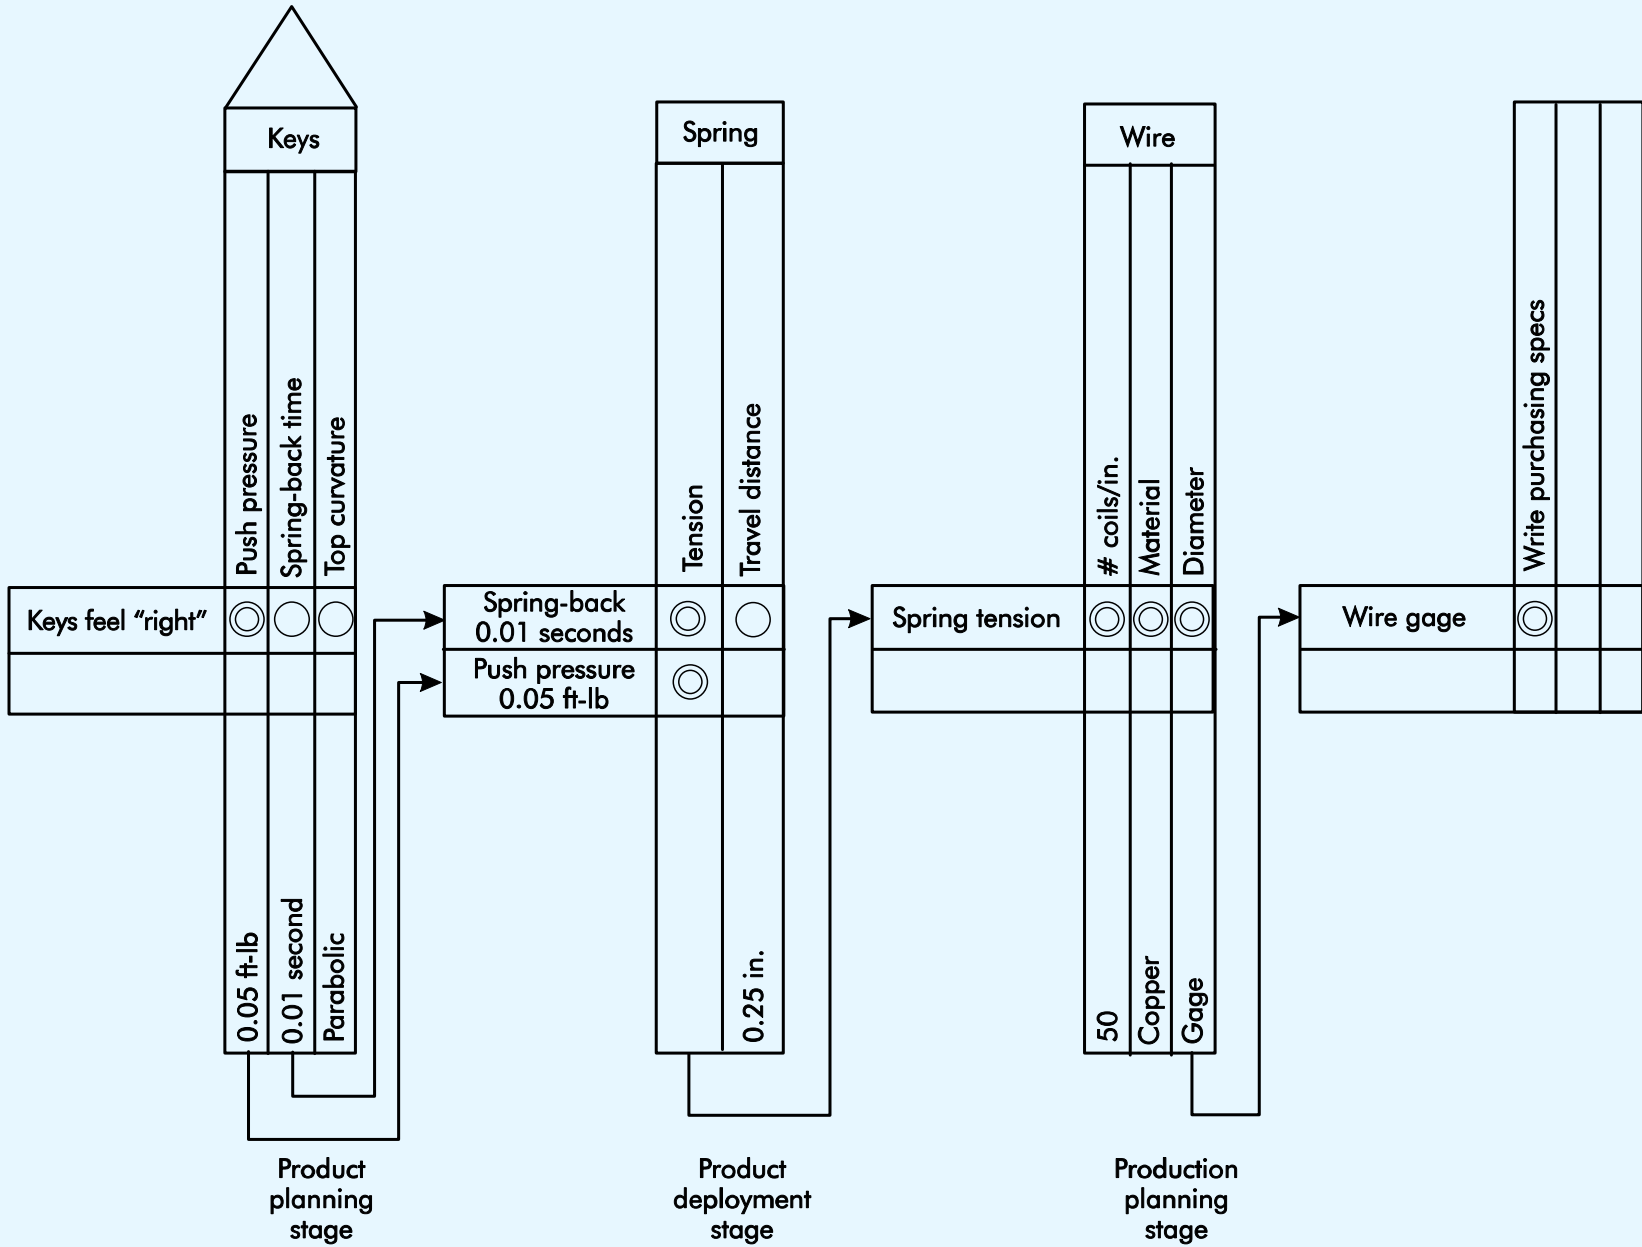 Keys
Push pressure
Spring-back time
Top curvature
Keys feel “right”
0.05 ft-lb
0.01 second
Parabolic
Product
planning
stage
Spring
Tension
Travel distance
Spring-back
0.01 seconds
Push pressure
0.05 ft-lb
0.25 in.
Product
deployment
stage
Wire
# coils/in.
Material
Diameter
Spring tension
50
Copper
Gage
Production
planning
stage
Write purchasing specs
Wire gage